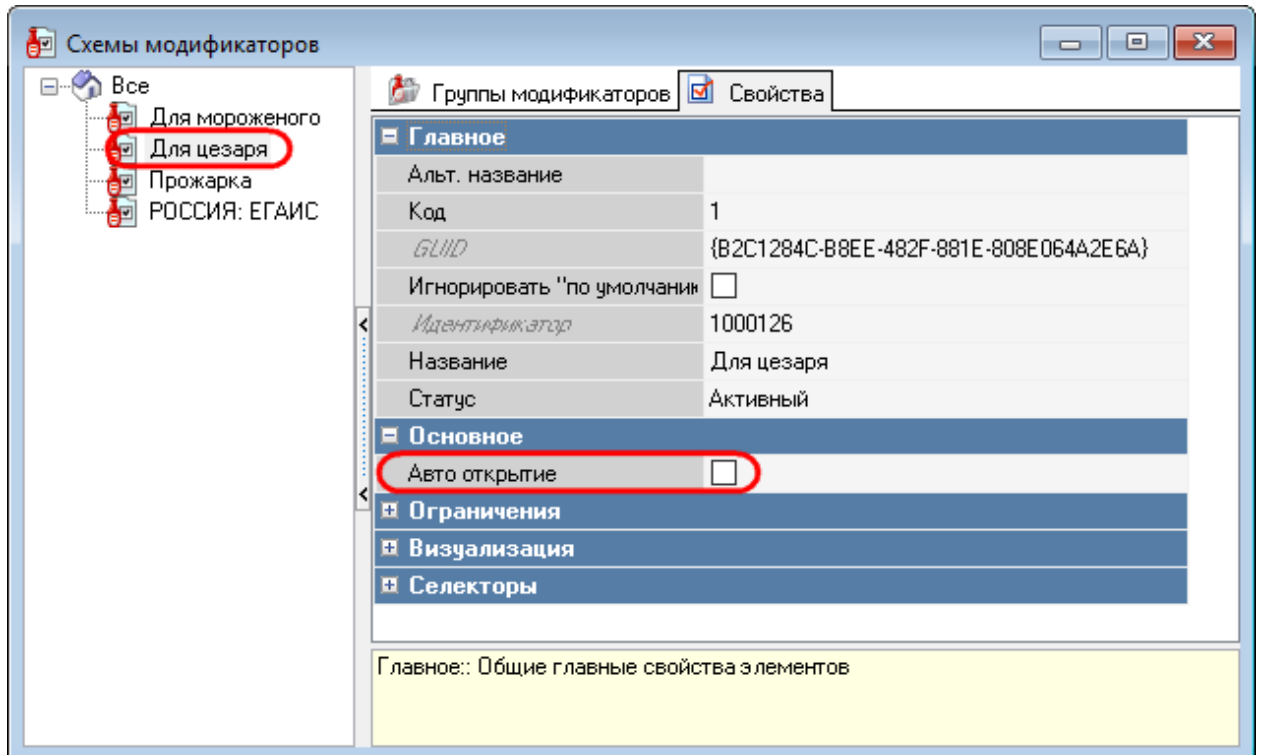 Схемы модификаторов
Все
Для мороженого
Для цезаря
Прожарка
РОССИЯ: ЕГАИС
Группы модификаторов
Свойства
Главное
Альт. название
Код 1
GUID {B2C1284C-B8EE-482F-881E-808E064A2E6A}
Игнорировать "по умолчани
Идентификатор 1000126
Название Для цезаря
Статус Активный
Основное
Авто открытие
Ограничения
Визуализация
Селекторы
Главное:: Общие главные свойства элементов